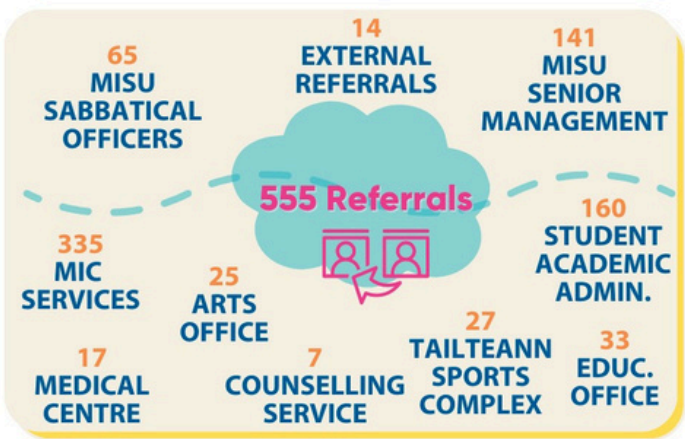 65
MISU
SABBATICAL
OFFICERS
14
EXTERNAL
REFERRALS
141
MISU
SENIOR
MANAGEMENT
555 Referrals
335
MIC
SERVICES
25
ARTS
OFFICE
160
STUDENT
ACADEMIC
ADMIN.
17
MEDICAL
CENTRE
7
COUNSELLING
SERVICE
27
TAILTEANN
SPORTS
COMPLEX
33
EDUC.
OFFICE